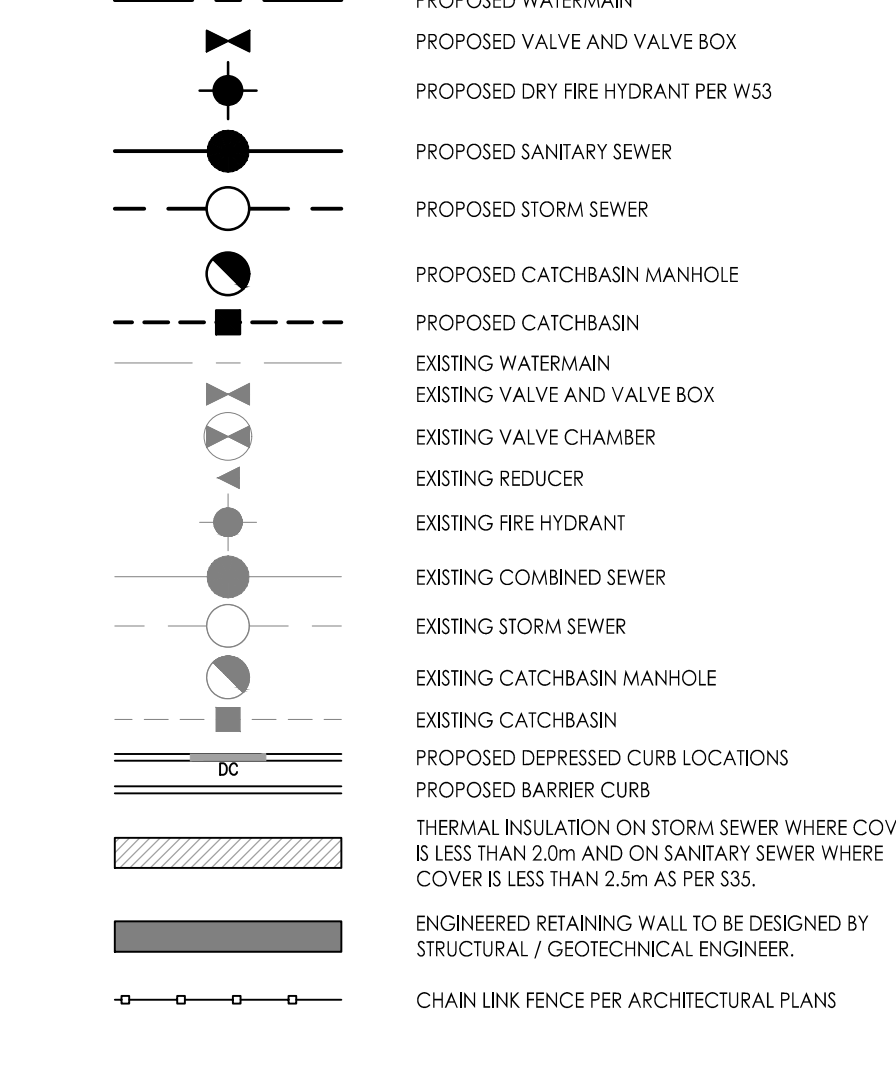 PROPOSED WATERMAIN
PROPOSED VALVE AND VALVE BOX
PROPOSED DRY FIRE HYDRANT PER W53
PROPOSED SANITARY SEWER
PROPOSED STORM SEWER
PROPOSED CATCHBASIN MANHOLE
PROPOSED CATCHBASIN
EXISTING WATERMAIN
EXISTING VALVE AND VALVE BOX
EXISTING VALVE CHAMBER
EXISTING REDUCER
EXISTING FIRE HYDRANT
EXISTING COMBINED SEWER
EXISTING STORM SEWER
EXISTING CATCHBASIN MANHOLE
EXISTING CATCHBASIN
DC PROPOSED DEPRESSED CURB LOCATIONS
PROPOSED BARRIER CURB
THERMAL INSULATION ON STORM SEWER WHERE COV
IS LESS THAN 2.0m AND ON SANITARY SEWER WHERE
COVER IS LESS THAN 2.5m AS PER S35.
ENGINEERED RETAINING WALL TO BE DESIGNED BY
STRUCTURAL / GEOTECHNICAL ENGINEER.
CHAIN LINK FENCE PER ARCHITECTURAL PLANS